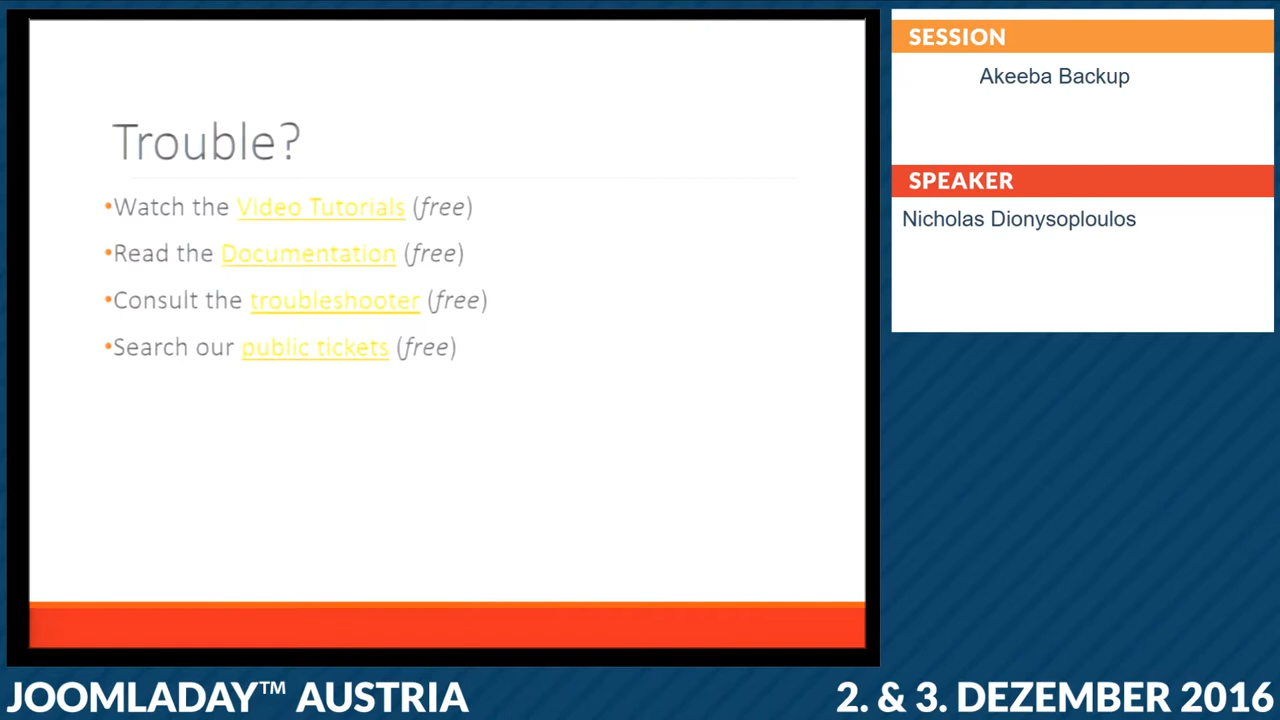 Trouble?
•Watch the Video Tutorials (free)
•Read the Documentation (free)
•Consult the troubleshooter (free)
•Search our public tickets (free)
SESSION
Akeeba Backup
SPEAKER
Nicholas Dionysoploulos
JOOMLADAY™ AUSTRIA
2. & 3. DEZEMBER 2016